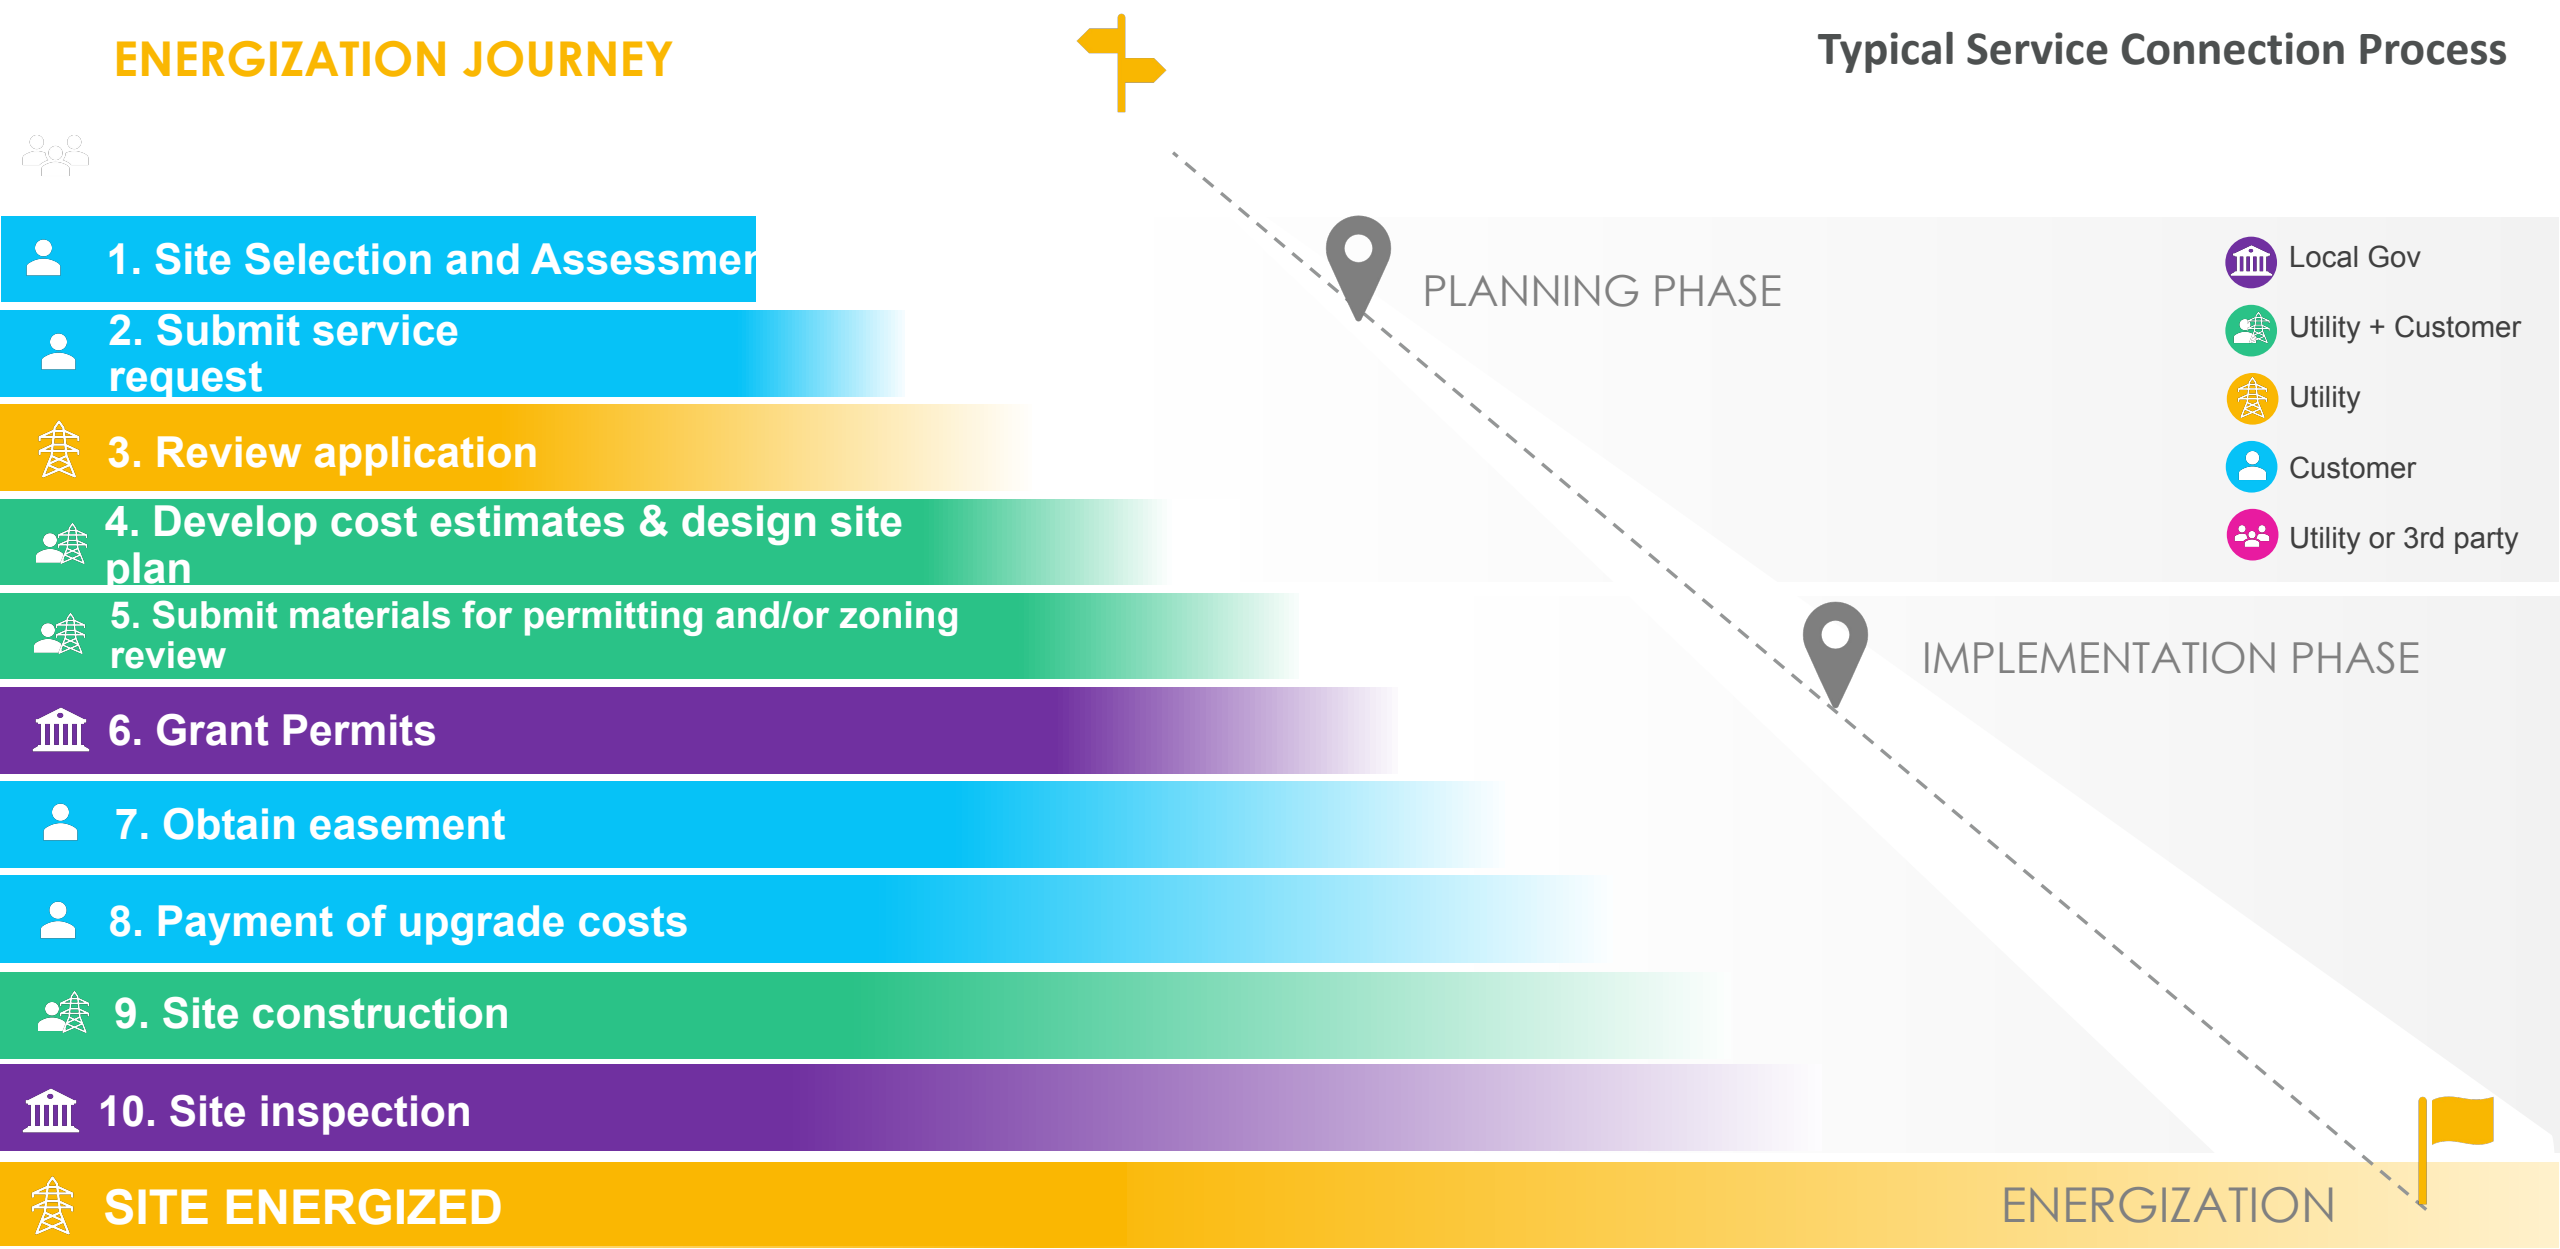 ENERGIZATION JOURNEY
Typical Service Connection Process
1. Site Selection and Assessmen
2. Submit service
request
3. Review application
4. Develop cost estimates & design site
plan
5. Submit materials for permitting and/or zoning
review
6. Grant Permits
7. Obtain easement
8. Payment of upgrade costs
9. Site construction
10. Site inspection
SITE ENERGIZED
PLANNING PHASE
IMPLEMENTATION PHASE
ENERGIZATION
Local Gov
Utility + Customer
Utility
Customer
Utility or 3rd party